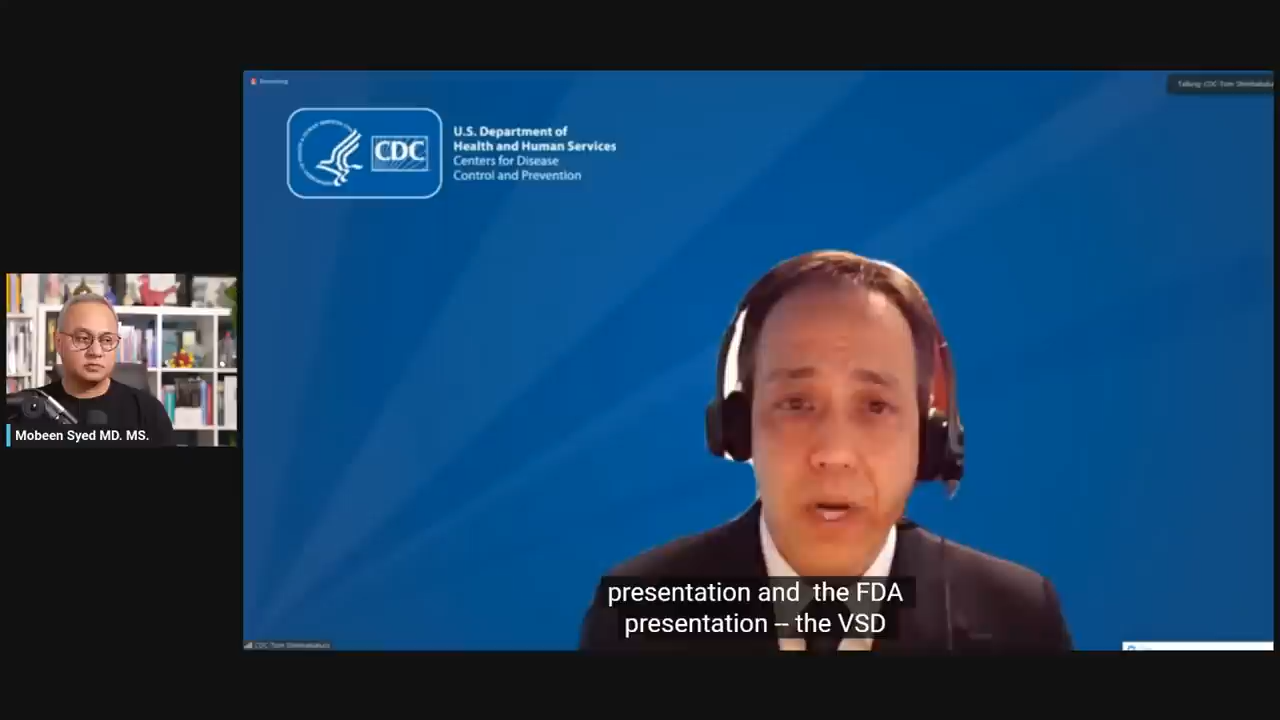 CDC
U.S. Department of
Health and Human Services
Centers for Disease
Control and Prevention
Mobeen Syed MD. MS.
presentation and the FDA
presentation -- the VSD